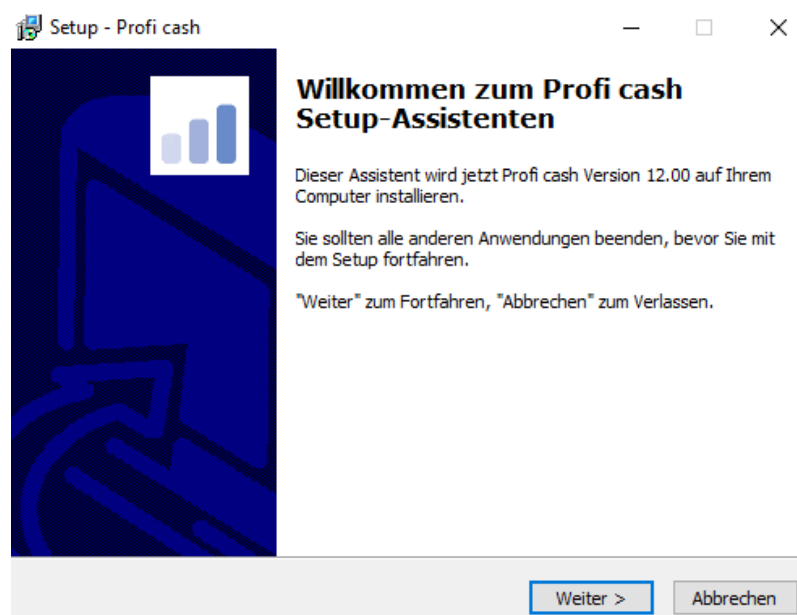 Setup - Profi cash
Willkommen zum Profi cash
Setup-Assistenten
Dieser Assistent wird jetzt Profi cash Version 12.00 auf Ihrem
Computer installieren.
Sie sollten alle anderen Anwendungen beenden, bevor Sie mit
dem Setup fortfahren.
"Weiter" zum Fortfahren, "Abbrechen" zum Verlassen.
Weiter >
Abbrechen